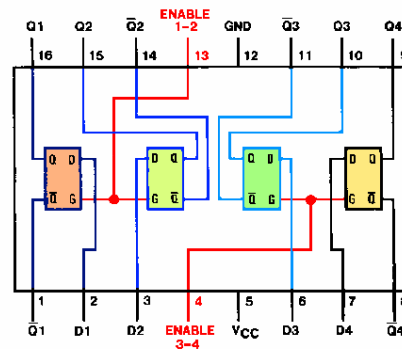 Q1 Q2 Q̅2 ENABLE 1-2 GND Q̅3 Q3 Q4
16 15 14 13 12 11 10 9
Q D D Q Q D D Q
Q̅ G G Q̅ Q̅ G G Q̅
1 2 3 4 5 6 7 8
Q̅1 D1 D2 ENABLE 3-4 VCC D3 D4 Q̅4